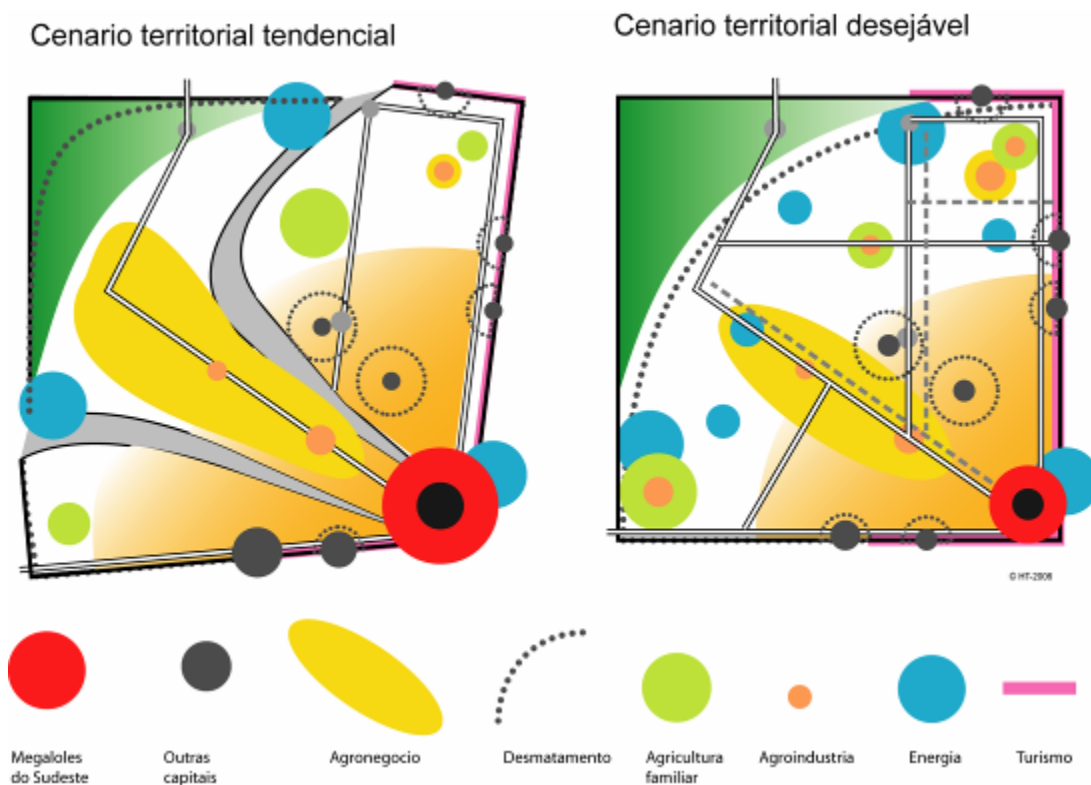 Cenario territorial tendencial
Cenario territorial desejável
© HT-2006
Megaloles
do Sudeste
Outras
capitais
Agronegocio
Desmatamento
Agricultura
familiar
Agroindustria
Energia
Turismo